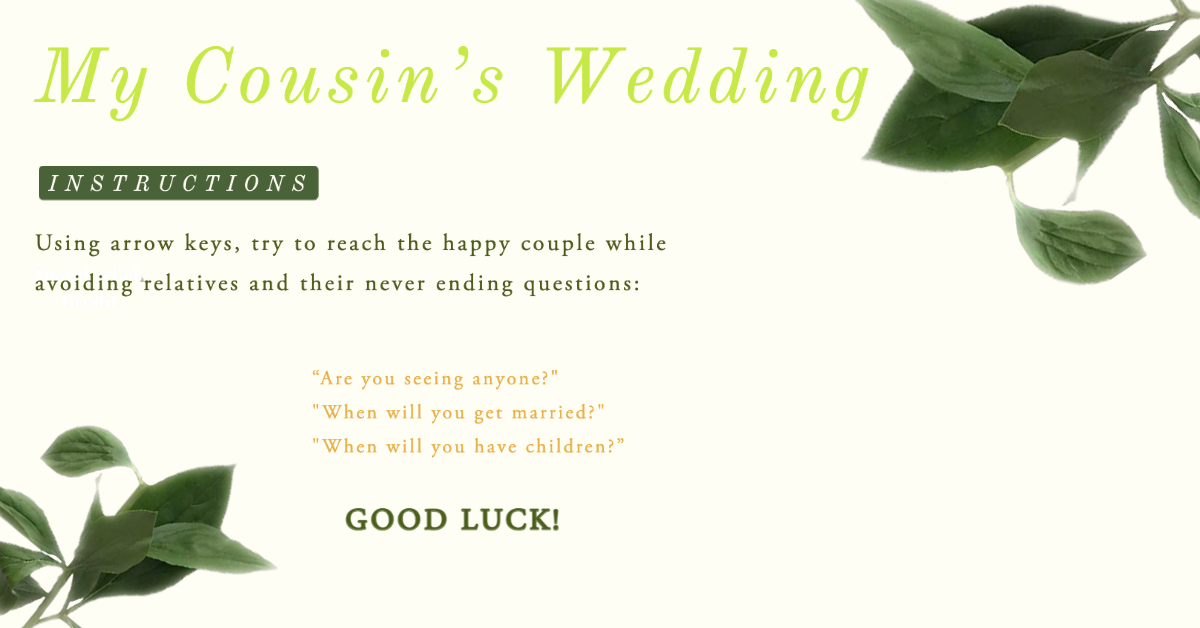 My Cousin’s Wedding
INSTRUCTIONS
Using arrow keys, try to reach the happy couple while
avoiding relatives and their never ending questions:
“Are you seeing anyone?"
"When will you get married?"
"When will you have children?”
GOOD LUCK!